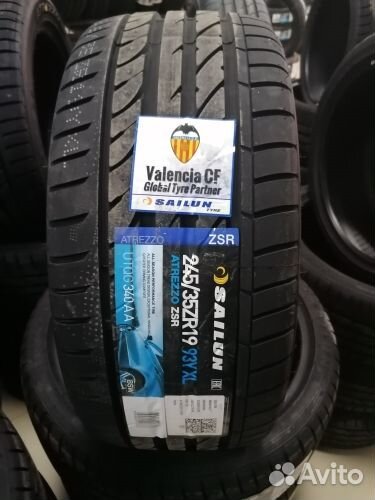 Valencia CF
Global Tyre Partner
SAILUN
TYRE
ATREZZO
ZSR
UTQG 340 A A
245/35ZR19 93Y XL
ATREZZO ZSR
SAILUN
BSW
Avito